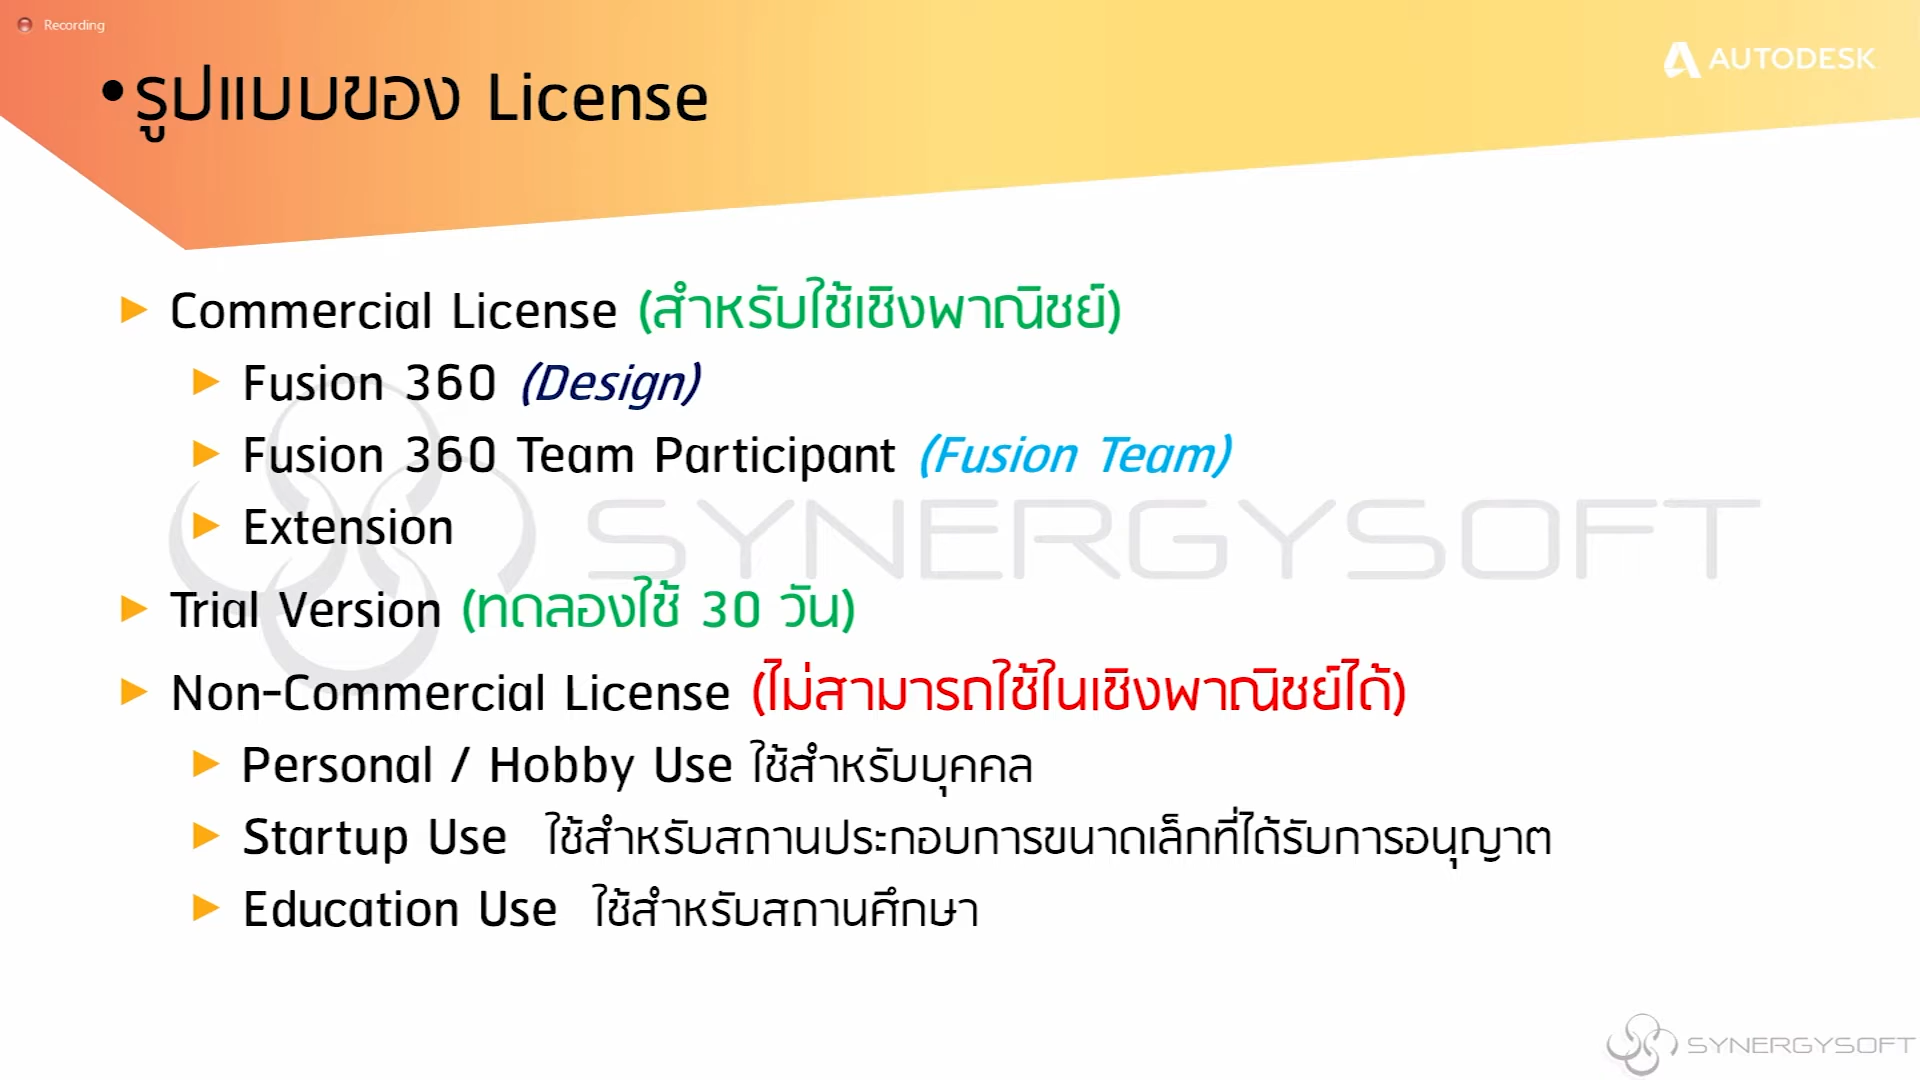 Recording
AUTODESK
•รูปแบบของ License
Commercial License (สำหรับใช้เชิงพาณิชย์)
Fusion 360 (Design)
Fusion 360 Team Participant (Fusion Team)
Extension
SYNERGYSOFT
Trial Version (ทดลองใช้ 30 วัน)
Non-Commercial License (ไม่สามารถใช้ในเชิงพาณิชย์ได้)
Personal / Hobby Use ใช้สำหรับบุคคล
Startup Use ใช้สำหรับสถานประกอบการขนาดเล็กที่ได้รับการอนุญาต
Education Use ใช้สำหรับสถานศึกษา
SYNERGYSOFT